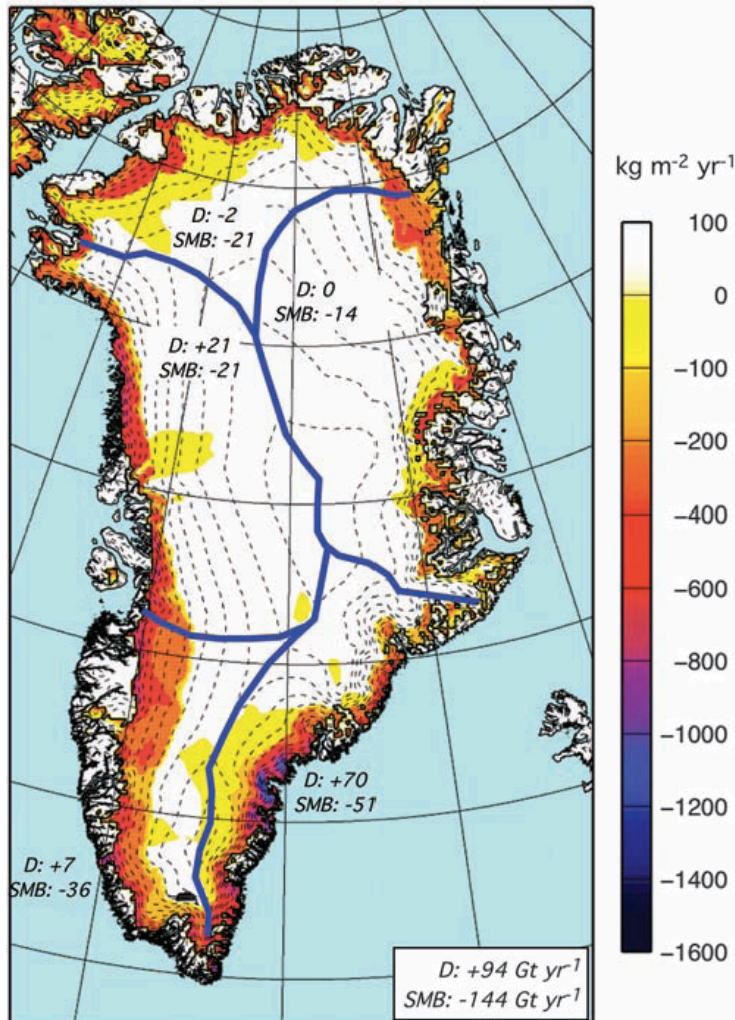 kg m-2 yr-1
100
0
-100
-200
-400
-600
-800
-1000
-1200
-1400
-1600
D: -2
SMB: -21
D: 0
SMB: -14
D: +21
SMB: -21
D: +70
SMB: -51
D: +7
SMB: -36
D: +94 Gt yr-1
SMB: -144 Gt yr-1